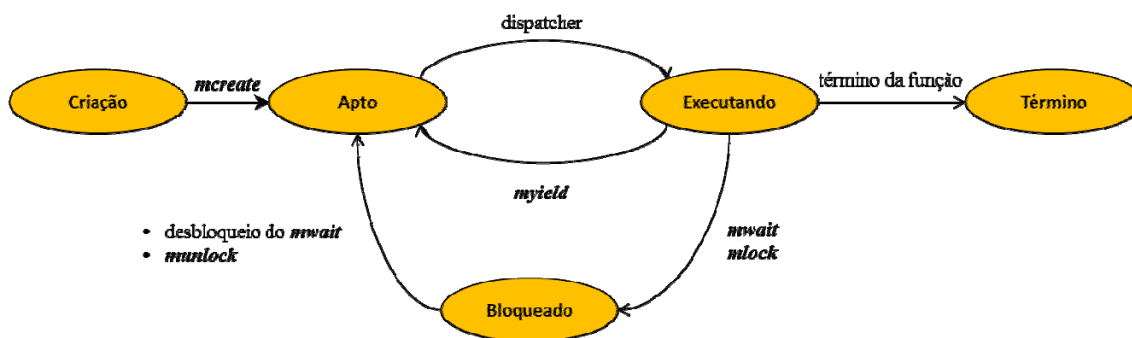 dispatcher
mcreate
término da função
Criação
Apto
Executando
Término
myield
• desbloqueio do mwait
• munlock
mwait
mlock
Bloqueado